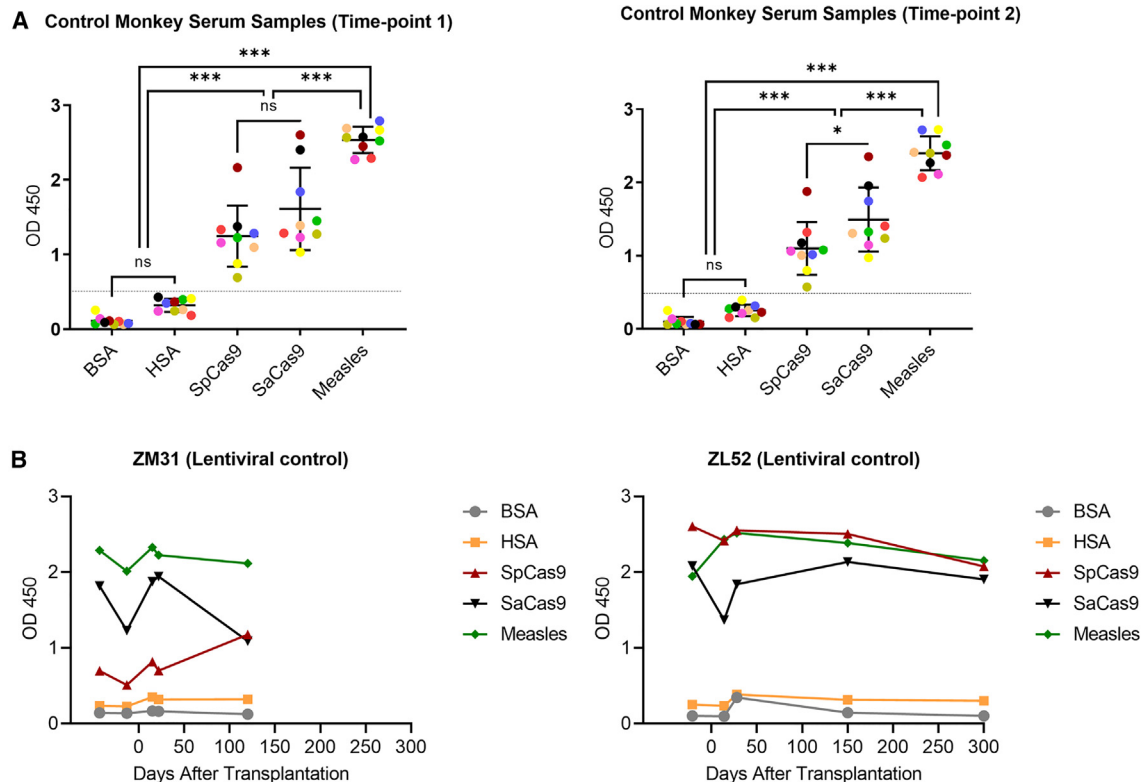 A
Control Monkey Serum Samples (Time-point 1)
***
***
***
ns
ns
3
2
1
0
OD 450
BSA
HSA
SpCas9
SaCas9
Measles
Control Monkey Serum Samples (Time-point 2)
***
***
***
*
ns
3
2
1
0
OD 450
BSA
HSA
SpCas9
SaCas9
Measles
B
ZM31 (Lentiviral control)
3
2
1
0
OD 450
0 50 100 150 200 250 300
Days After Transplantation
BSA
HSA
SpCas9
SaCas9
Measles
ZL52 (Lentiviral control)
3
2
1
0
OD 450
0 50 100 150 200 250 300
Days After Transplantation
BSA
HSA
SpCas9
SaCas9
Measles